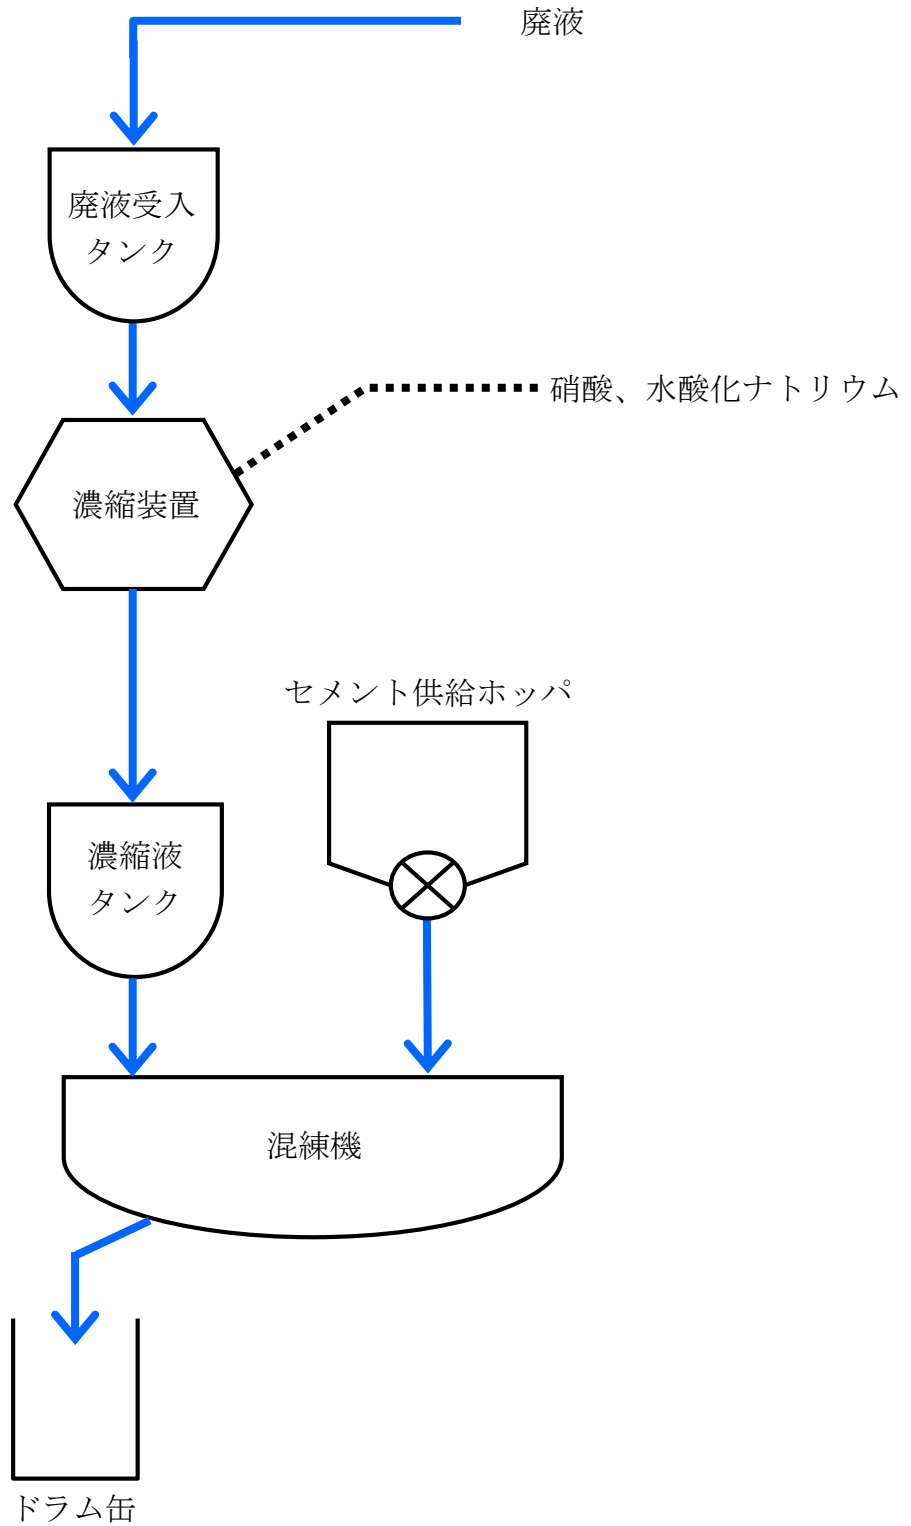 廃液
廃液受入
タンク
硝酸、水酸化ナトリウム
濃縮装置
セメント供給ホッパ
濃縮液
タンク
混練機
ドラム缶